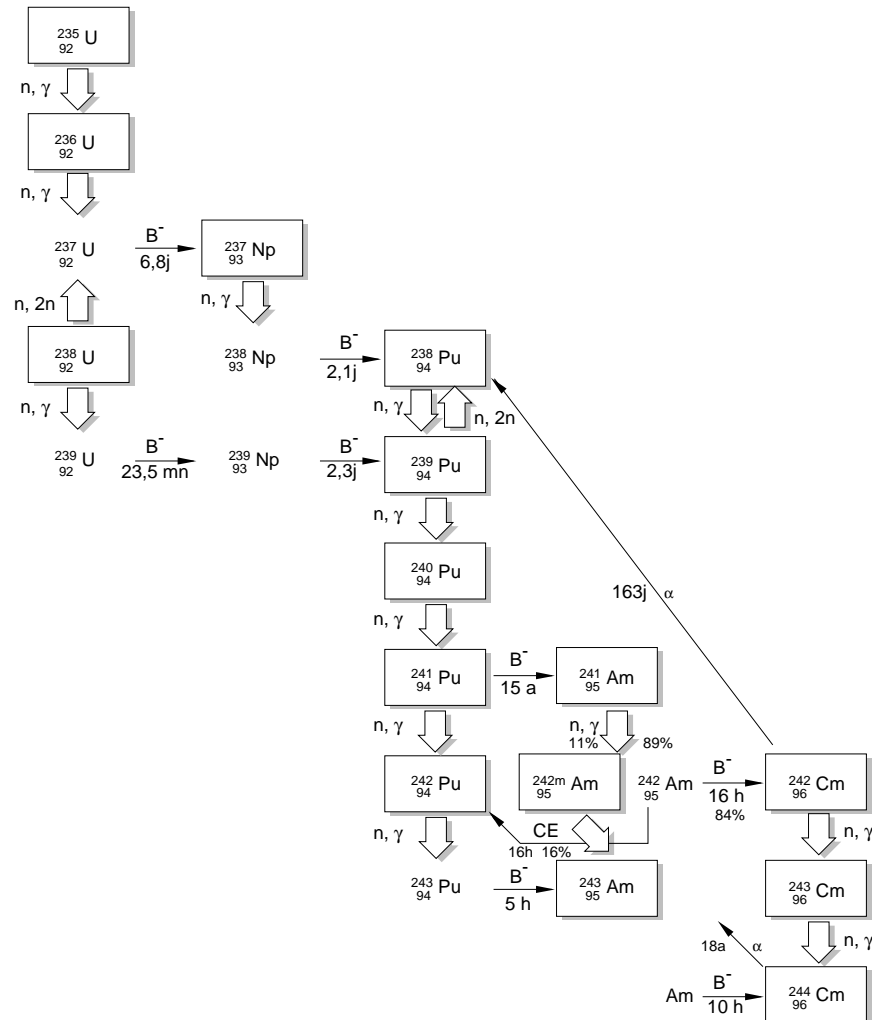 235 92 U
n, γ
236 92 U
n, γ
237 92 U B- 6,8j 237 93 Np
n, 2n n, γ
238 92 U 238 93 Np B- 2,1j 238 94 Pu
n, γ n, γ n, 2n
239 92 U B- 23,5 mn 239 93 Np B- 2,3j 239 94 Pu
n, γ
240 94 Pu
163j α
n, γ
241 94 Pu B- 15 a 241 95 Am
n, γ n, γ
11% 89%
242 94 Pu 242m 95 Am 242 95 Am B- 16 h 84% 242 96 Cm
CE
16h 16%
n, γ n, γ
243 94 Pu B- 5 h 243 95 Am 243 96 Cm
18a α n, γ
Am B- 10 h 244 96 Cm